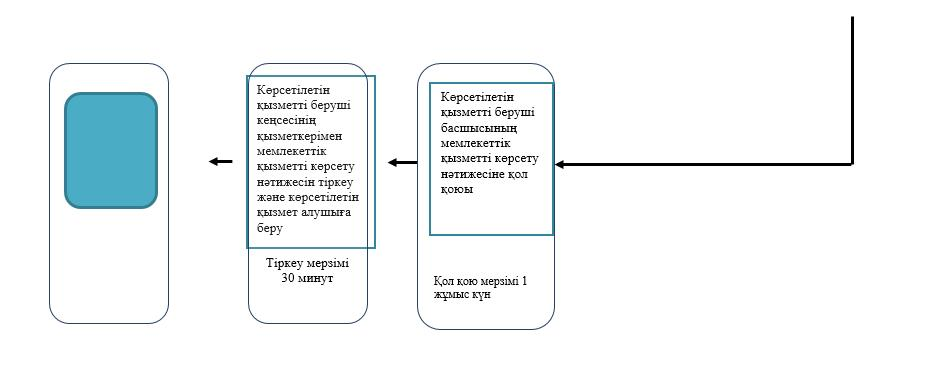 Көрсетілетін
қызметті беруші
кеңсесінің
қызметкерімен
мемлекеттік
қызметті көрсету
нәтижесін тіркеу
және көрсетілетін
қызмет алушыға
беру
Тіркеу мерзімі
30 минут
Көрсетілетін
қызметті беруші
басшысының
мемлекеттік
қызметті көрсету
нәтижесіне қол
қоюы
Қол қою мерзімі 1
жұмыс күн